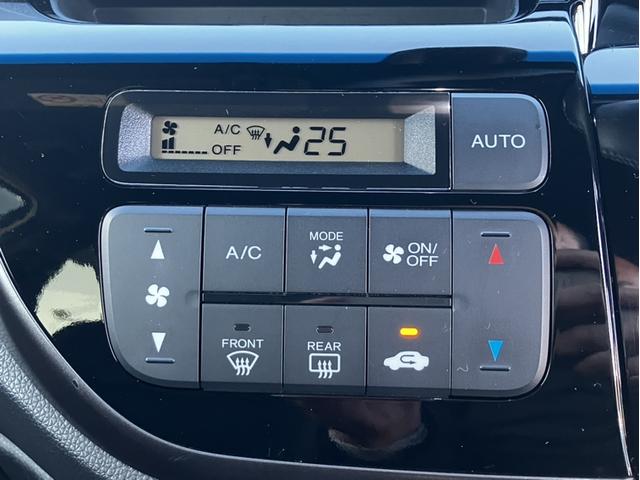 A/C 25
OFF
AUTO
A/C
MODE
ON/
OFF
FRONT
REAR